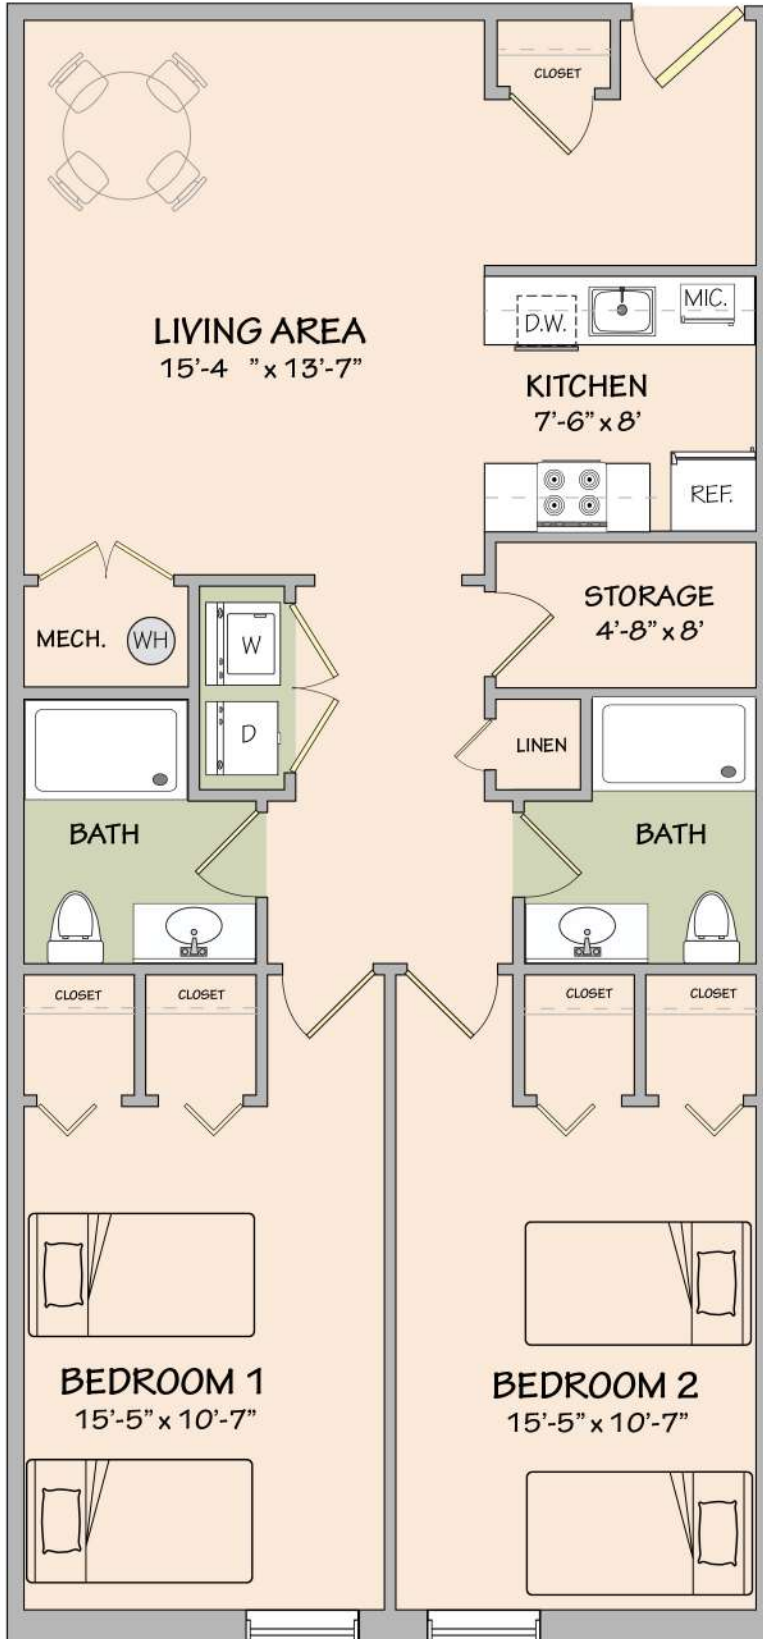 CLOSET
MIC.
D.W.
LIVING AREA
15'-4 " x 13'-7"
KITCHEN
7'-6" x 8'
REF.
STORAGE
4'-8" x 8'
MECH.
WH
W
D
LINEN
BATH
BATH
CLOSET
CLOSET
CLOSET
CLOSET
BEDROOM 1
15'-5" x 10'-7"
BEDROOM 2
15'-5" x 10'-7"